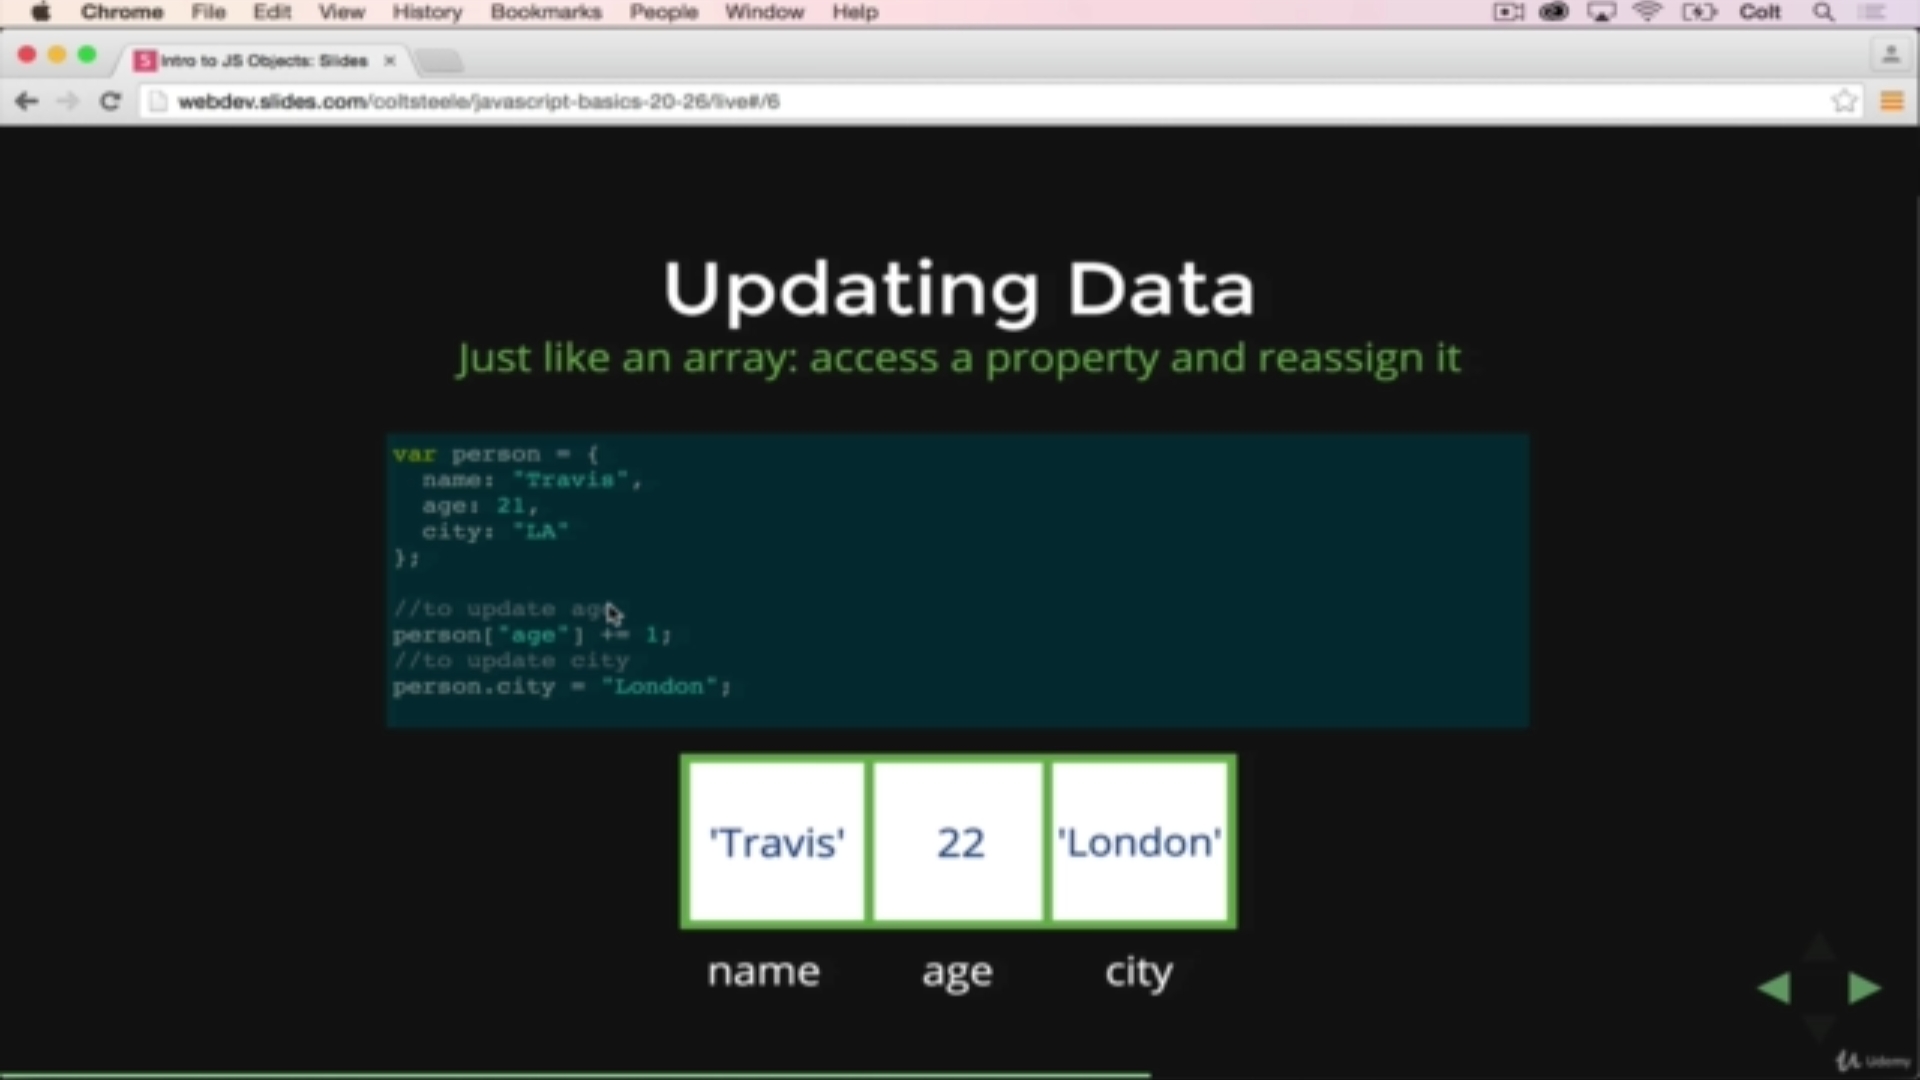 Chrome File Edit View History Bookmarks People Window Help Colt
Intro to JS Objects: Slides
webdev.slides.com/coltsteele/javascript-basics-20-26/live#/6
Updating Data
Just like an array: access a property and reassign it
var person = {
name: "Travis",
age: 21,
city: "LA"
};
//to update age
person["age"] += 1;
//to update city
person.city = "London";
'Travis' 22 'London'
name age city
Udemy